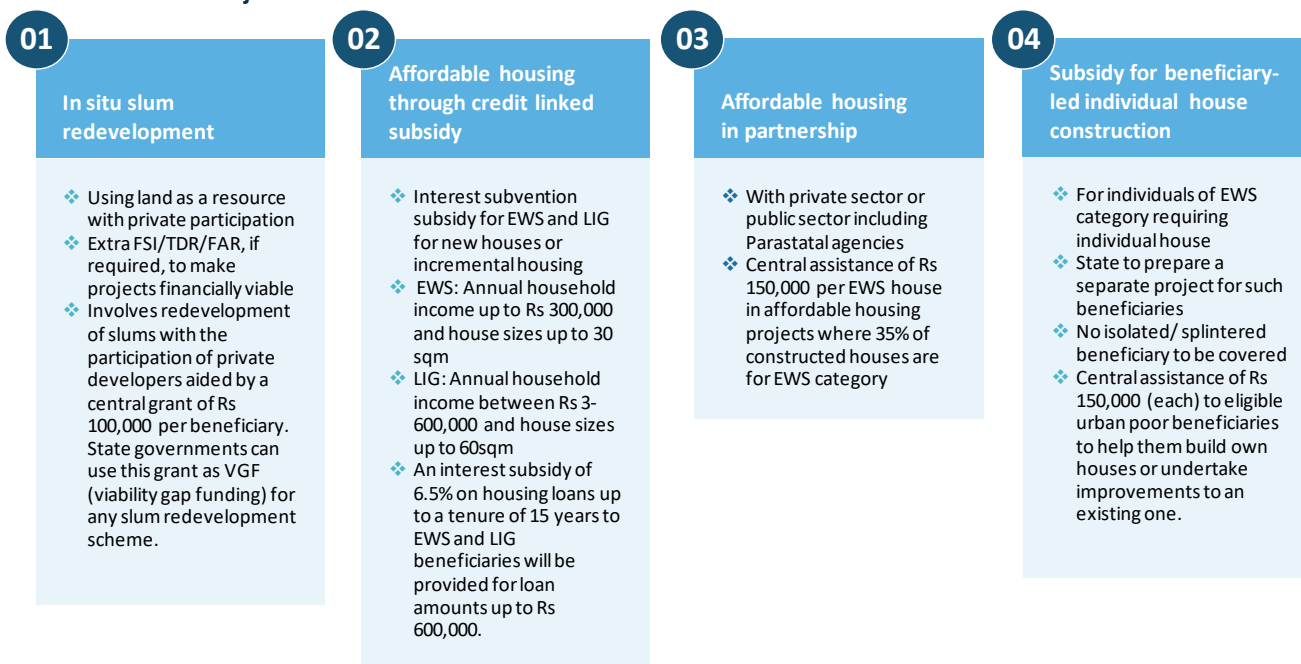 01
In situ slum
redevelopment
Using land as a resource
with private participation
Extra FSI/TDR/FAR, if
required, to make
projects financially viable
Involves redevelopment
of slums with the
participation of private
developers aided by a
central grant of Rs
100,000 per beneficiary.
State governments can
use this grant as VGF
(viability gap funding) for
any slum redevelopment
scheme.
02
Affordable housing
through credit linked
subsidy
Interest subvention
subsidy for EWS and LIG
for new houses or
incremental housing
EWS: Annual household
income up to Rs 300,000
and house sizes up to 30
sqm
LIG: Annual household
income between Rs 3-
600,000 and house sizes
up to 60sqm
An interest subsidy of
6.5% on housing loans up
to a tenure of 15 years to
EWS and LIG
beneficiaries will be
provided for loan
amounts up to Rs
600,000.
03
Affordable housing
in partnership
With private sector or
public sector including
Parastatal agencies
Central assistance of Rs
150,000 per EWS house
in affordable housing
projects where 35% of
constructed houses are
for EWS category
04
Subsidy for beneficiary-
led individual house
construction
For individuals of EWS
category requiring
individual house
State to prepare a
separate project for such
beneficiaries
No isolated/ splintered
beneficiary to be covered
Central assistance of Rs
150,000 (each) to eligible
urban poor beneficiaries
to help them build own
houses or undertake
improvements to an
existing one.